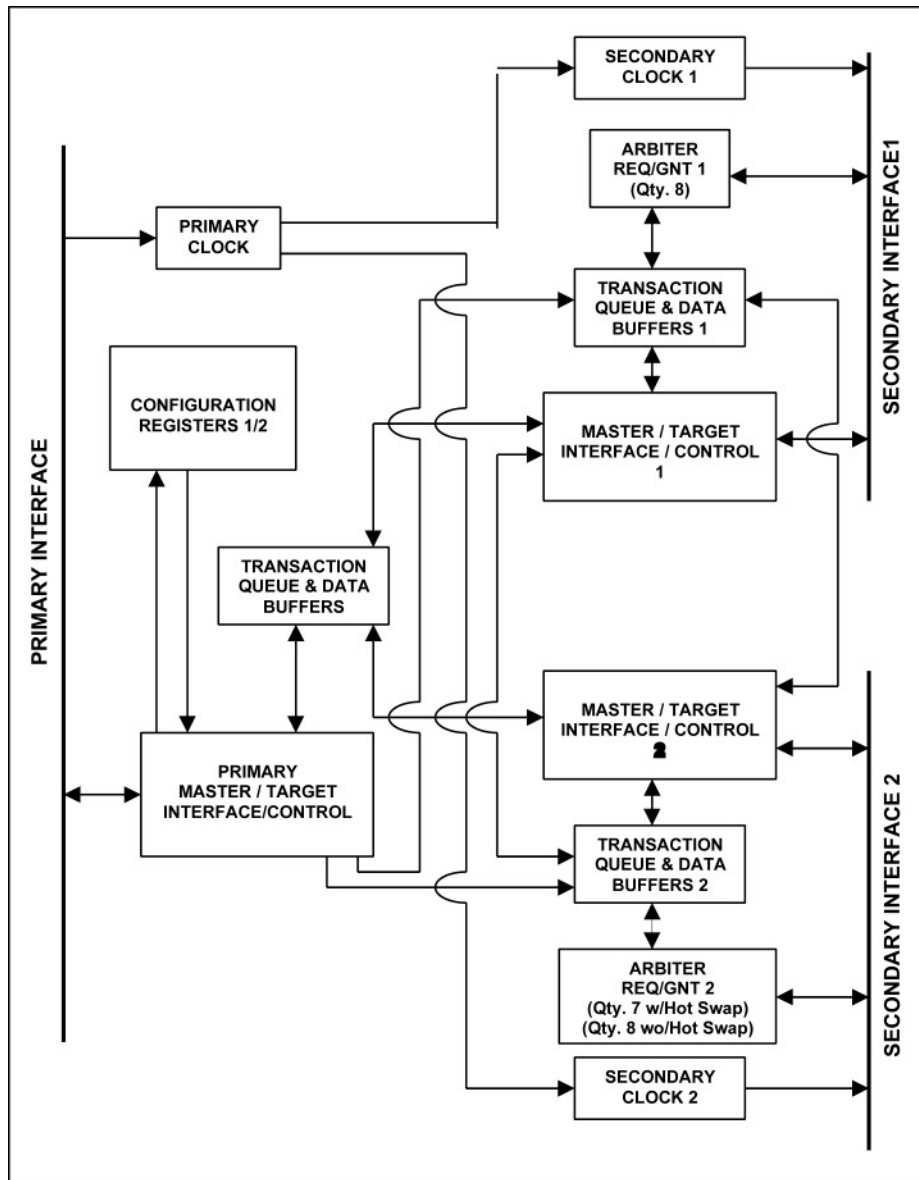 SECONDARY
CLOCK 1
ARBITER
REQ/GNT 1
(Qty. 8)
PRIMARY
CLOCK
TRANSACTION
QUEUE & DATA
BUFFERS 1
CONFIGURATION
REGISTERS 1/2
MASTER / TARGET
INTERFACE / CONTROL
1
SECONDARY INTERFACE1
PRIMARY INTERFACE
TRANSACTION
QUEUE & DATA
BUFFERS
MASTER / TARGET
INTERFACE / CONTROL
2
PRIMARY
MASTER / TARGET
INTERFACE/CONTROL
TRANSACTION
QUEUE & DATA
BUFFERS 2
ARBITER
REQ/GNT 2
(Qty. 7 w/Hot Swap)
(Qty. 8 wo/Hot Swap)
SECONDARY INTERFACE 2
SECONDARY
CLOCK 2